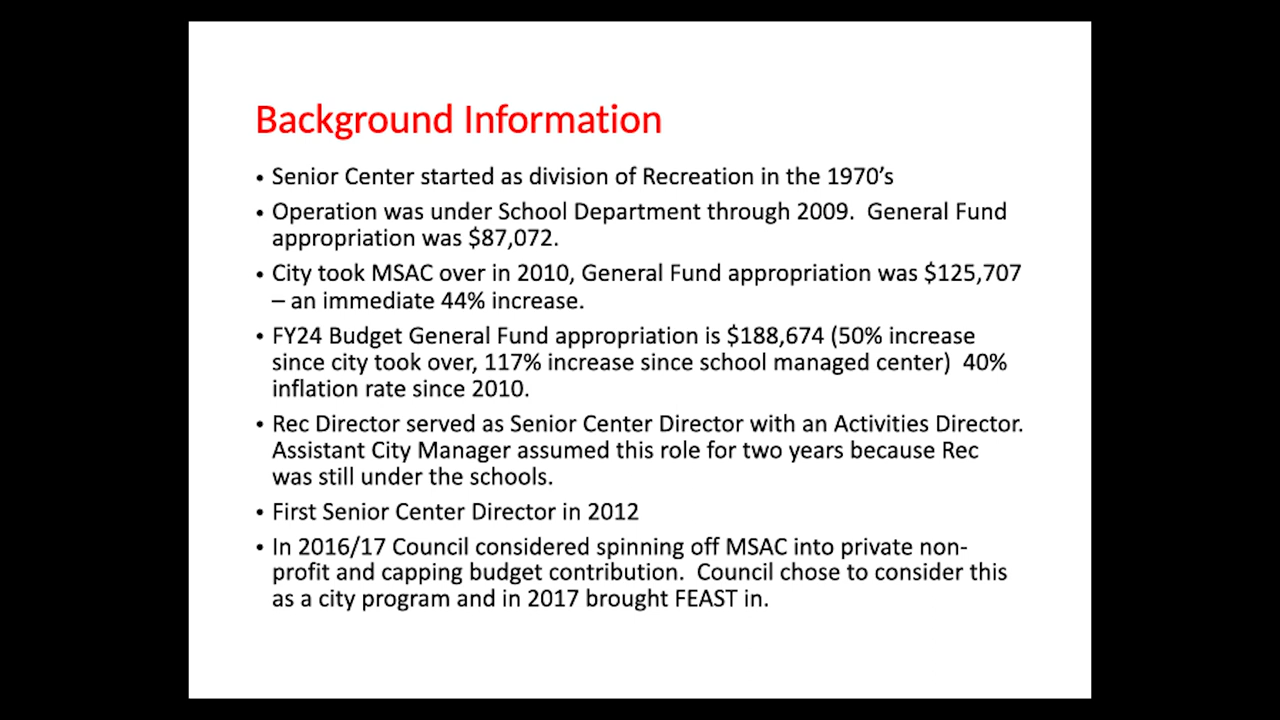 Background Information
• Senior Center started as division of Recreation in the 1970’s
• Operation was under School Department through 2009.  General Fund
appropriation was $87,072.
• City took MSAC over in 2010, General Fund appropriation was $125,707
– an immediate 44% increase.
• FY24 Budget General Fund appropriation is $188,674 (50% increase
since city took over, 117% increase since school managed center)  40%
inflation rate since 2010.
• Rec Director served as Senior Center Director with an Activities Director.
Assistant City Manager assumed this role for two years because Rec
was still under the schools.
• First Senior Center Director in 2012
• In 2016/17 Council considered spinning off MSAC into private non-
profit and capping budget contribution.  Council chose to consider this
as a city program and in 2017 brought FEAST in.